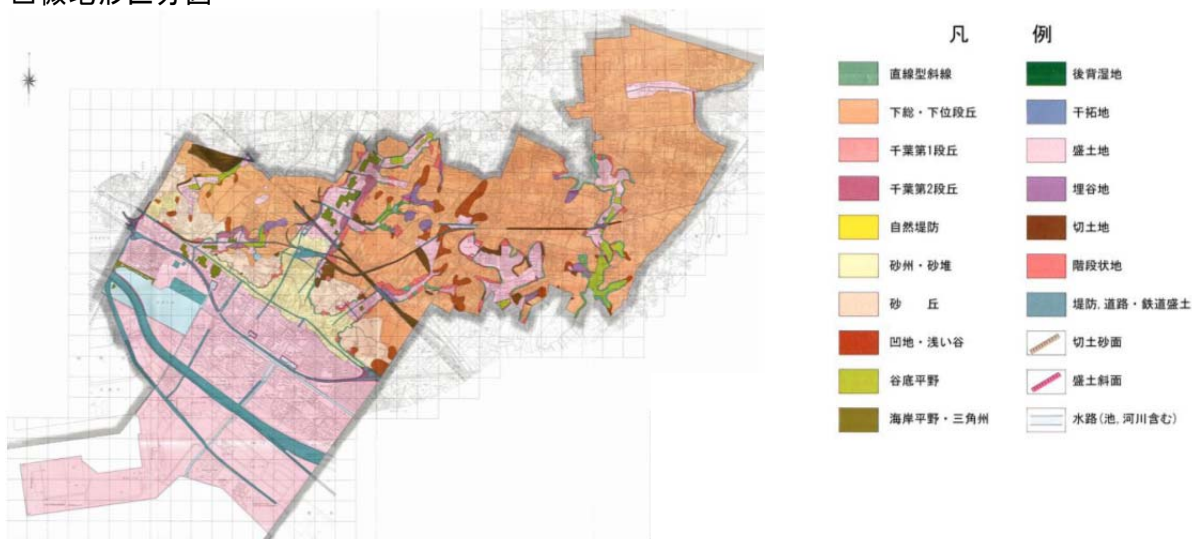 凡 例
直線型斜線
下総・下位段丘
千葉第1段丘
千葉第2段丘
自然堤防
砂州・砂堆
砂 丘
凹地・浅い谷
谷底平野
海岸平野・三角州
後背湿地
干拓地
盛土地
埋谷地
切土地
階段状地
堤防,道路・鉄道盛土
切土砂面
盛土斜面
水路(池,河川含む)